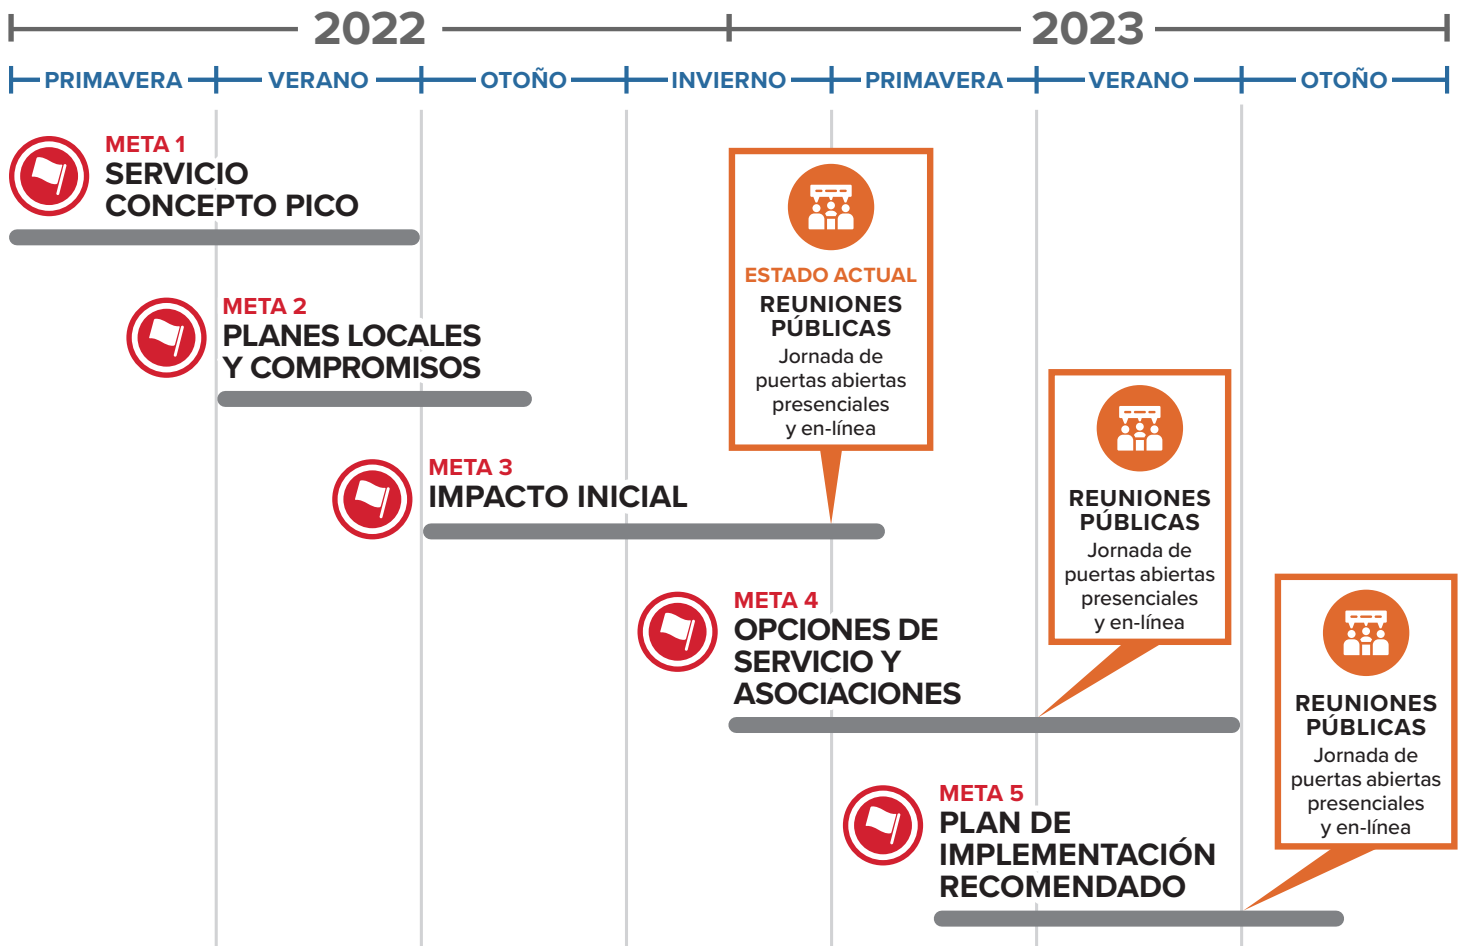 2022
2023
PRIMAVERA
VERANO
OTOÑO
INVIERNO
PRIMAVERA
VERANO
OTOÑO
META 1
SERVICIO
CONCEPTO PICO
META 2
PLANES LOCALES
Y COMPROMISOS
META 3
IMPACTO INICIAL
ESTADO ACTUAL
REUNIONES
PÚBLICAS
Jornada de
puertas abiertas
presenciales
y en-línea
META 4
OPCIONES DE
SERVICIO Y
ASOCIACIONES
REUNIONES
PÚBLICAS
Jornada de
puertas abiertas
presenciales
y en-línea
META 5
PLAN DE
IMPLEMENTACIÓN
RECOMENDADO
REUNIONES
PÚBLICAS
Jornada de
puertas abiertas
presenciales
y en-línea